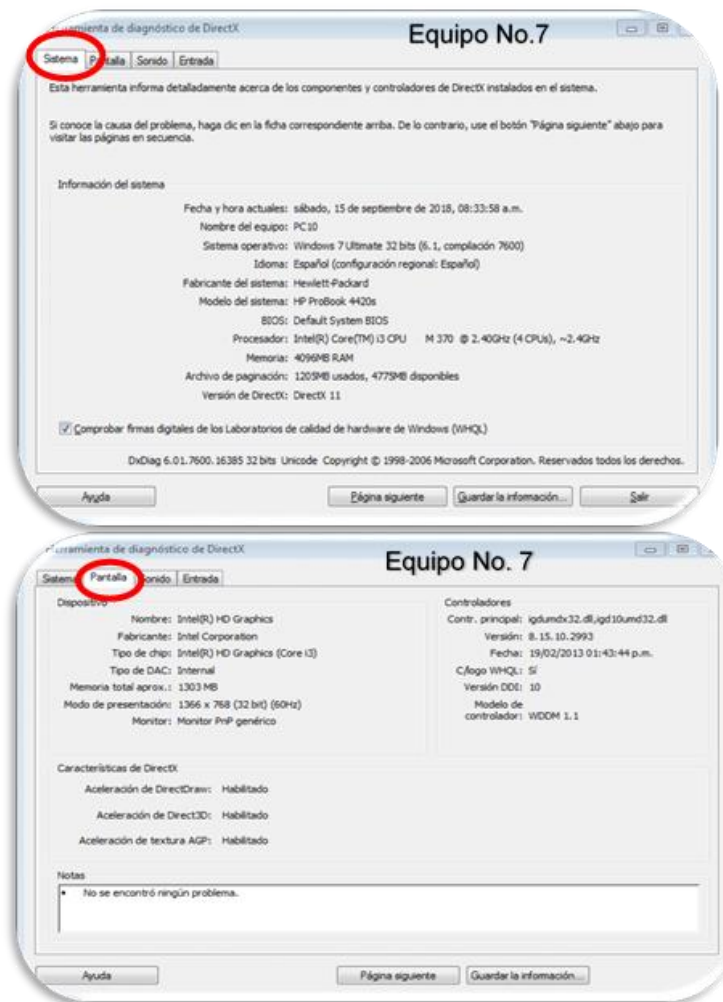 Herramienta de diagnóstico de DirectX
Equipo No.7
Sistema Pantalla Sonido Entrada
Esta herramienta informa detalladamente acerca de los componentes y controladores de DirectX instalados en el sistema.
Si conoce la causa del problema, haga clic en la ficha correspondiente arriba. De lo contrario, use el botón "Página siguiente" abajo para
visitar las páginas en secuencia.
Información del sistema
Fecha y hora actuales: sábado, 15 de septiembre de 2018, 08:33:58 a.m.
Nombre del equipo: PC10
Sistema operativo: Windows 7 Ultimate 32 bits (6.1, compilación 7600)
Idioma: Español (configuración regional: Español)
Fabricante del sistema: Hewlett-Packard
Modelo del sistema: HP ProBook 4420s
BIOS: Default System BIOS
Procesador: Intel(R) Core(TM) i3 CPU M 370 @ 2.40GHz (4 CPUs), ~2.4GHz
Memoria: 4096MB RAM
Archivo de paginación: 1205MB usados, 4775MB disponibles
Versión de DirectX: DirectX 11
Comprobar firmas digitales de los Laboratorios de calidad de hardware de Windows (WHQL)
DxDiag 6.01.7600.16385 32 bits Unicode Copyright © 1998-2006 Microsoft Corporation. Reservados todos los derechos.
Ayuda Página siguiente Guardar la información... Salir
Herramienta de diagnóstico de DirectX
Equipo No. 7
Sistema Pantalla Sonido Entrada
Dispositivo
Nombre: Intel(R) HD Graphics
Fabricante: Intel Corporation
Tipo de chip: Intel(R) HD Graphics (Core i3)
Tipo de DAC: Internal
Memoria total aprox.: 1303 MB
Modo de presentación: 1366 x 768 (32 bit) (60Hz)
Monitor: Monitor PnP genérico
Controladores
Contr. principal: igdumdx32.dll,igd10umd32.dll
Versión: 8.15.10.2993
Fecha: 19/02/2013 01:43:44 p.m.
C/logo WHQL: Sí
Versión DDI: 10
Modelo de
controlador: WDDM 1.1
Características de DirectX
Aceleración de DirectDraw: Habilitado
Aceleración de Direct3D: Habilitado
Aceleración de textura AGP: Habilitado
Notas
• No se encontró ningún problema.
Ayuda Página siguiente Guardar la información...